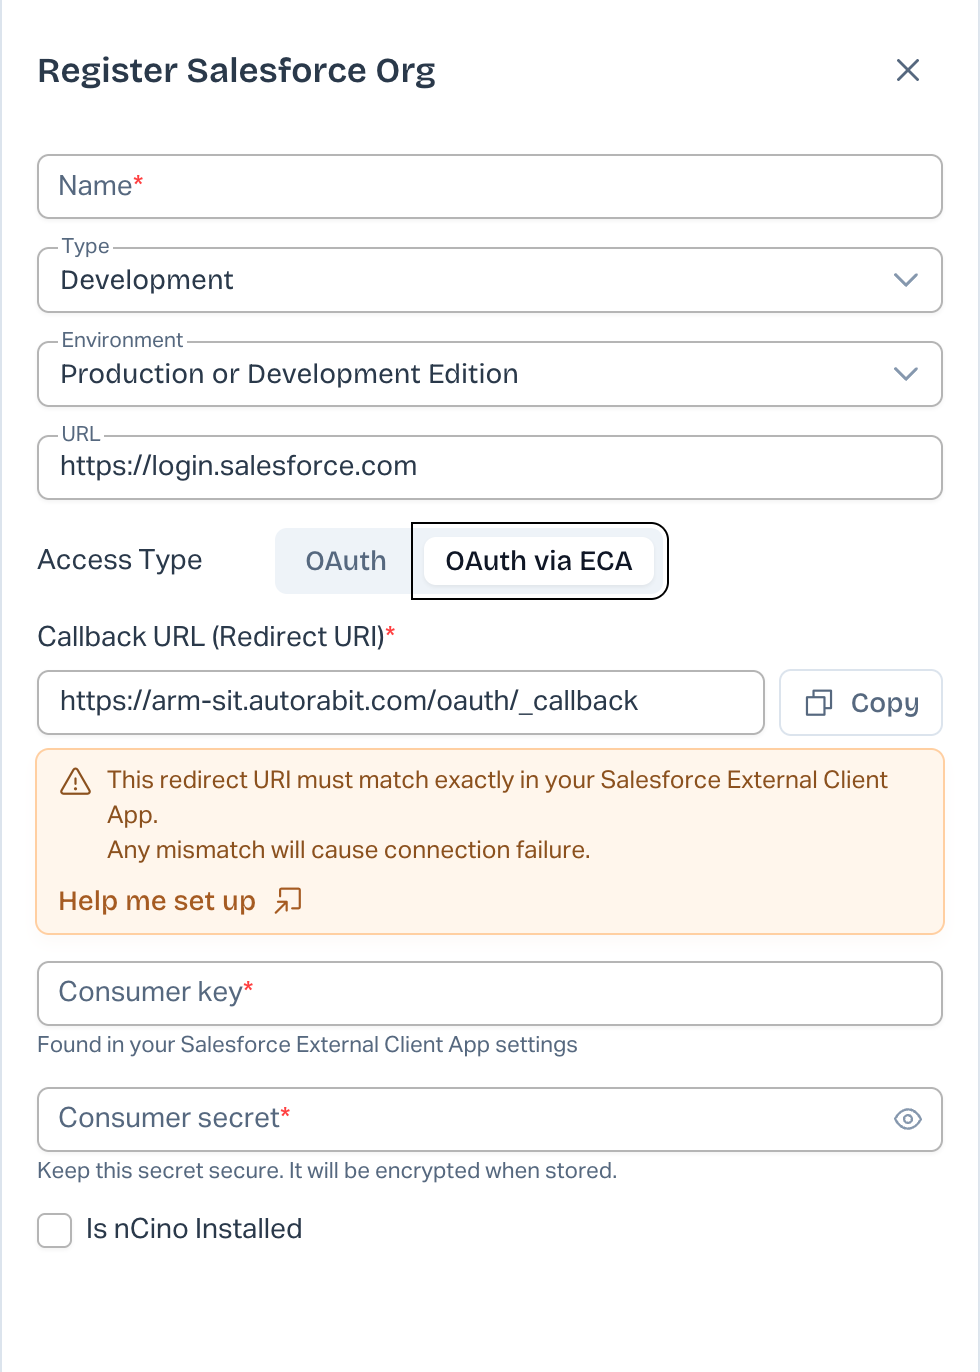 Register Salesforce Org
Name*
Type
Development
Environment
Production or Development Edition
URL
https://login.salesforce.com
Access Type OAuth OAuth via ECA
Callback URL (Redirect URI)*
https://arm-sit.autorabit.com/oauth/_callback Copy
This redirect URI must match exactly in your Salesforce External Client
App.
Any mismatch will cause connection failure.
Help me set up
Consumer key*
Found in your Salesforce External Client App settings
Consumer secret*
Keep this secret secure. It will be encrypted when stored.
Is nCino Installed